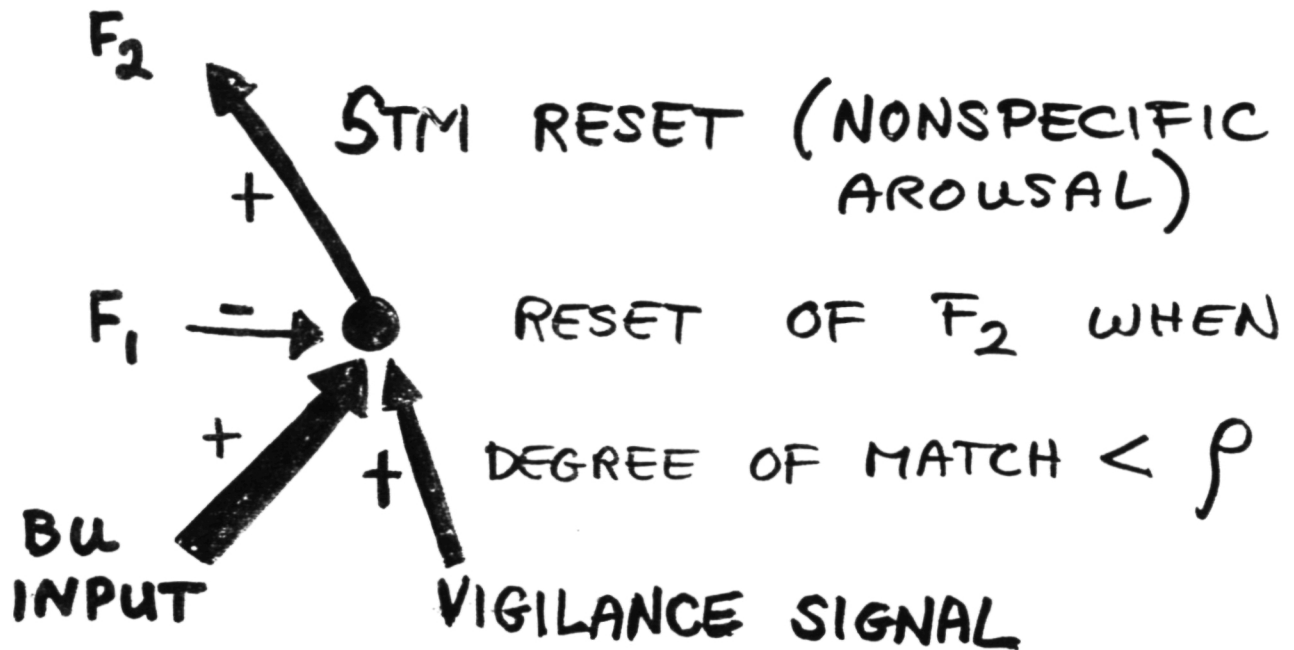 F₂
STM RESET (NONSPECIFIC
AROUSAL)
+
F₁ - RESET OF F₂ WHEN
+
+ DEGREE OF MATCH < ρ
BU
INPUT
VIGILANCE SIGNAL